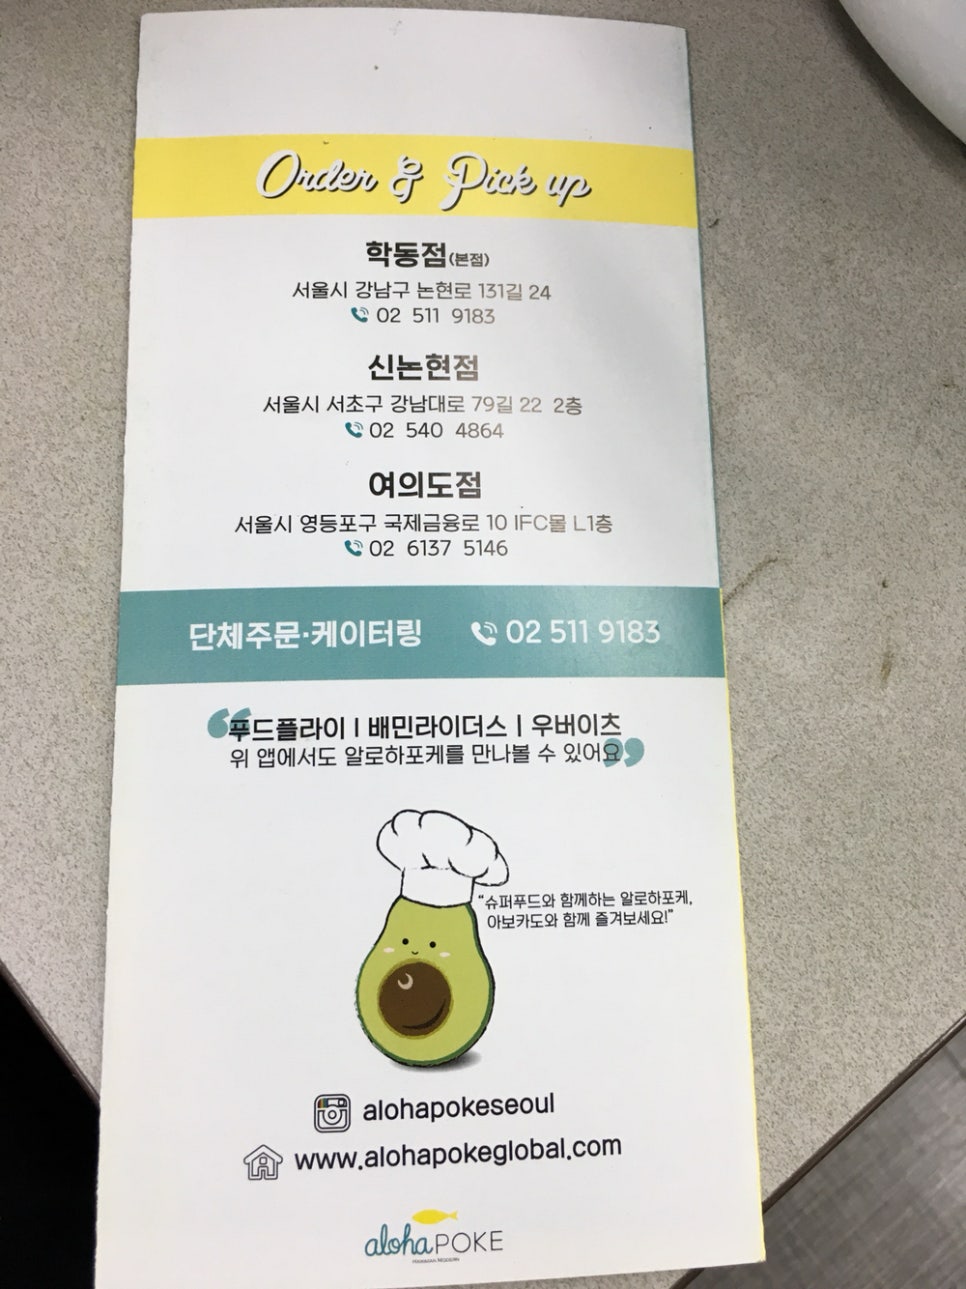 Order & Pick up
학동점(본점)
서울시 강남구 논현로 131길 24
02 511 9183
신논현점
서울시 서초구 강남대로 79길 22 2층
02 540 4864
여의도점
서울시 영등포구 국제금융로 10 IFC몰 L1층
02 6137 5146
단체주문·케이터링 02 511 9183
“푸드플라이 | 배민라이더스 | 우버이츠
위 앱에서도 알로하포케를 만나볼 수 있어요”
“슈퍼푸드와 함께하는 알로하포케,
아보카도와 함께 즐겨보세요!”
alohapokeseoul
www.alohapokeglobal.com
aloha POKE
HAWAIIAN MODERN